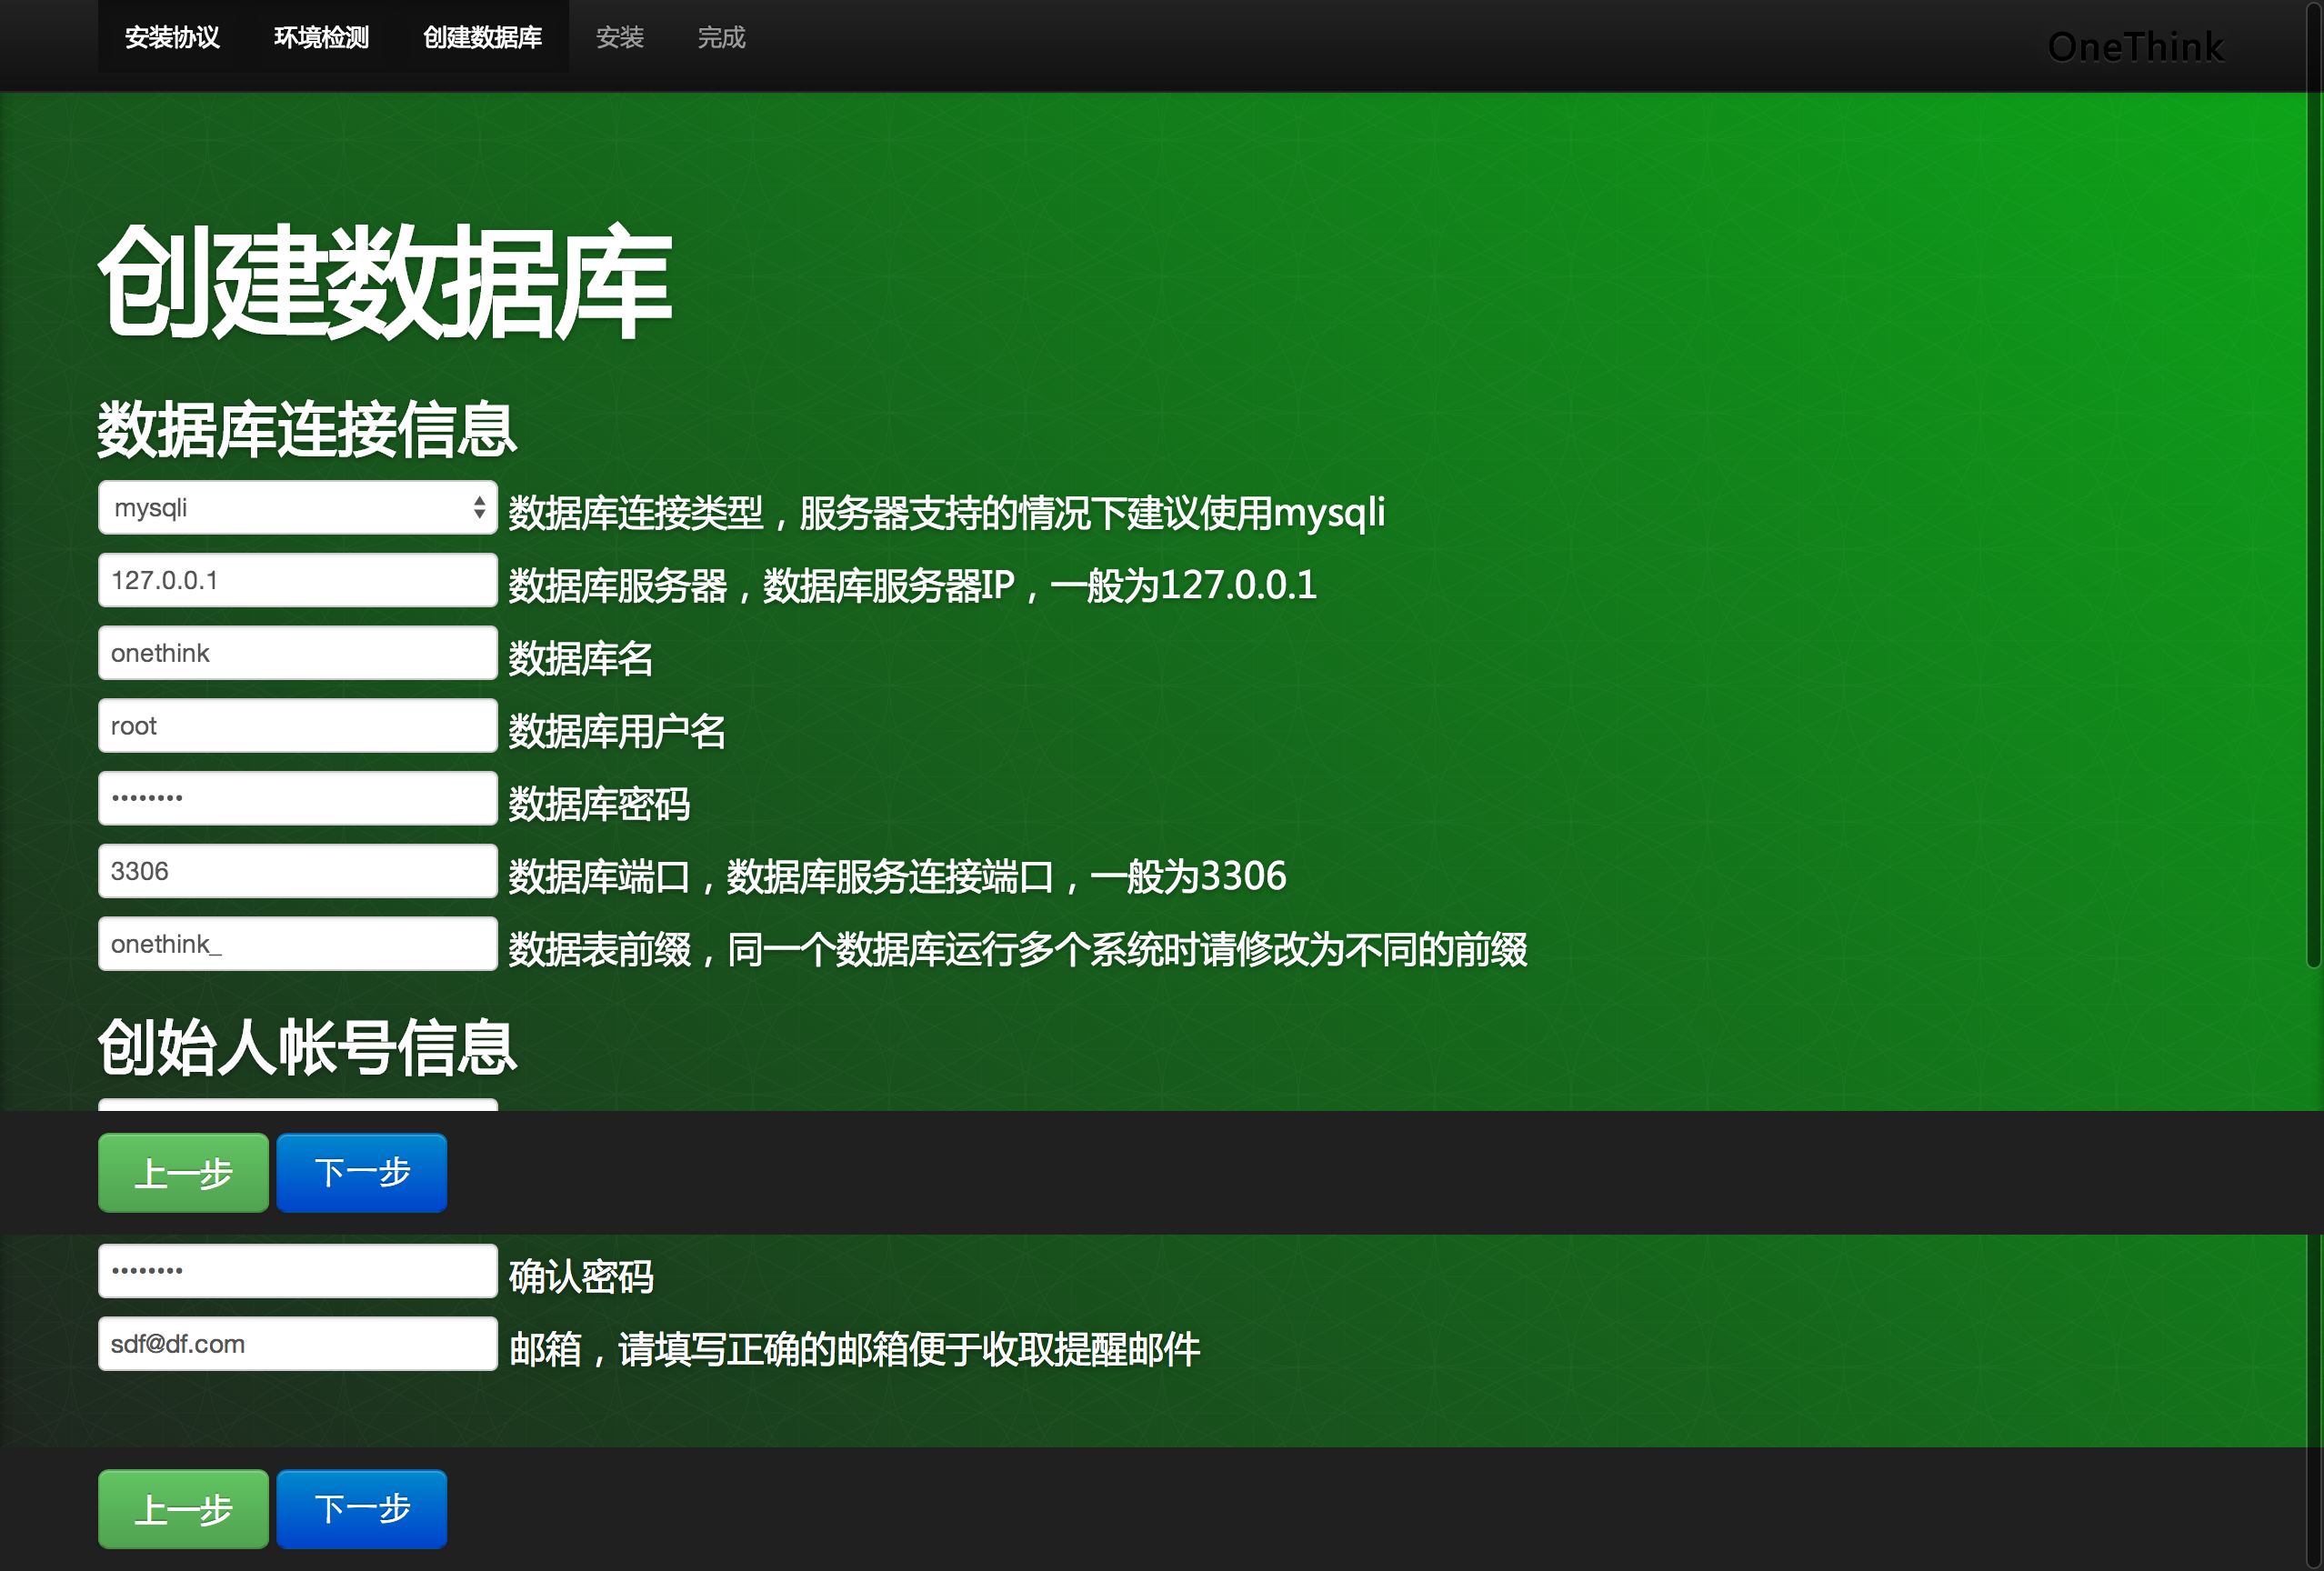 安装协议 环境检测 创建数据库 安装 完成 OneThink
创建数据库
数据库连接信息
mysqli 数据库连接类型，服务器支持的情况下建议使用mysqli
127.0.0.1 数据库服务器，数据库服务器IP，一般为127.0.0.1
onethink 数据库名
root 数据库用户名
•••••••• 数据库密码
3306 数据库端口，数据库服务连接端口，一般为3306
onethink_ 数据表前缀，同一个数据库运行多个系统时请修改为不同的前缀
创始人帐号信息
上一步 下一步
•••••••• 确认密码
sdf@df.com 邮箱，请填写正确的邮箱便于收取提醒邮件
上一步 下一步